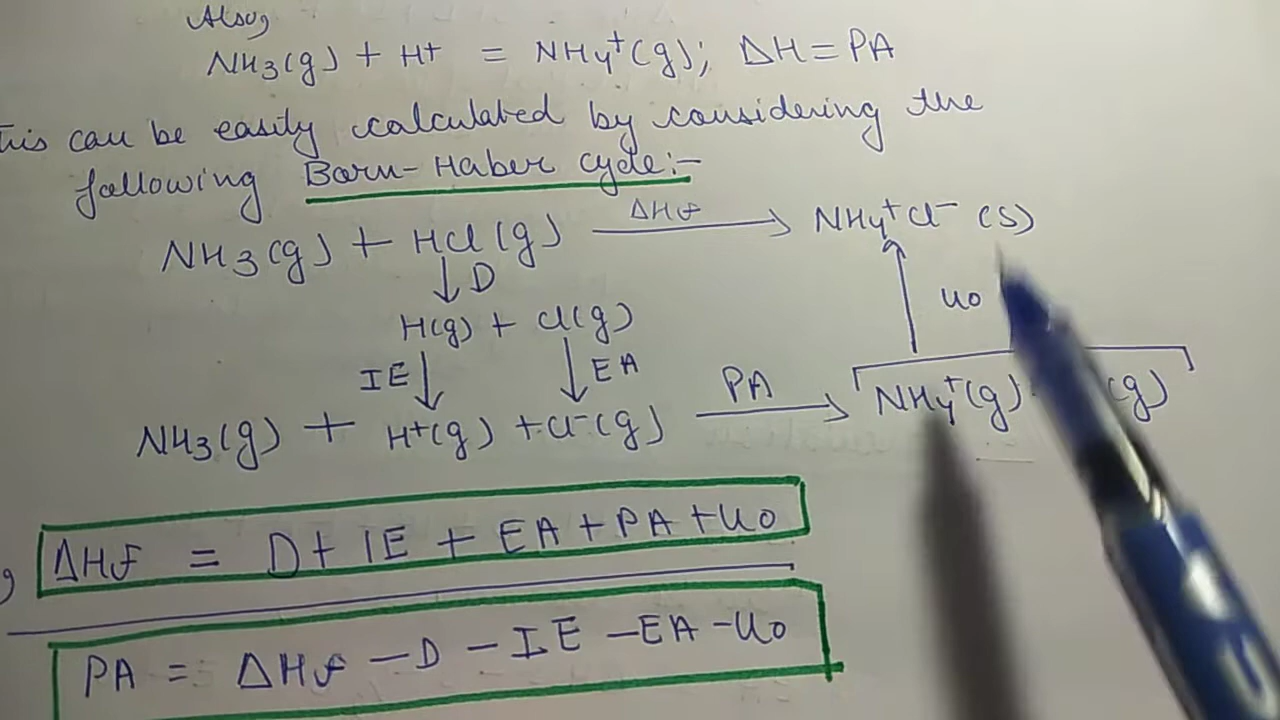 Also,
NH3(g) + H+ = NH4+(g); ΔH = PA
This can be easily calculated by considering the
following Born-Haber cycle:-
NH3(g) + HCl(g) ΔHf NH4+Cl- (s)
D
Uo
H(g) + Cl(g)
IE EA
PA
NH3(g) + H+(g) + Cl-(g) NH4+(g) (g)
ΔHf = D + IE + EA + PA + Uo
PA = ΔHf - D - IE - EA - Uo